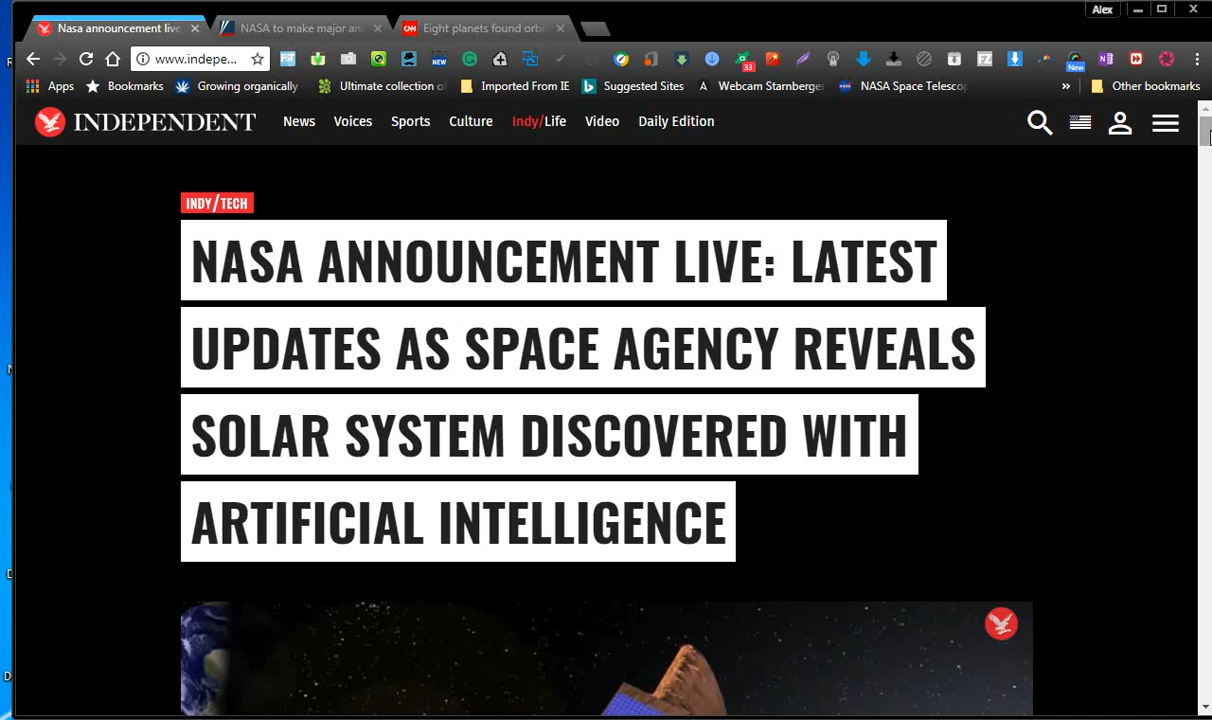 Alex
Nasa announcement live
NASA to make major an
Eight planets found orb
www.indepe...
Apps
Bookmarks
Growing organically
Ultimate collection o
Imported From IE
Suggested Sites
Webcam Starnberge
NASA Space Telesco
Other bookmarks
33
New
INDEPENDENT
News
Voices
Sports
Culture
Indy/Life
Video
Daily Edition
INDY/TECH
NASA ANNOUNCEMENT LIVE: LATEST
UPDATES AS SPACE AGENCY REVEALS
SOLAR SYSTEM DISCOVERED WITH
ARTIFICIAL INTELLIGENCE